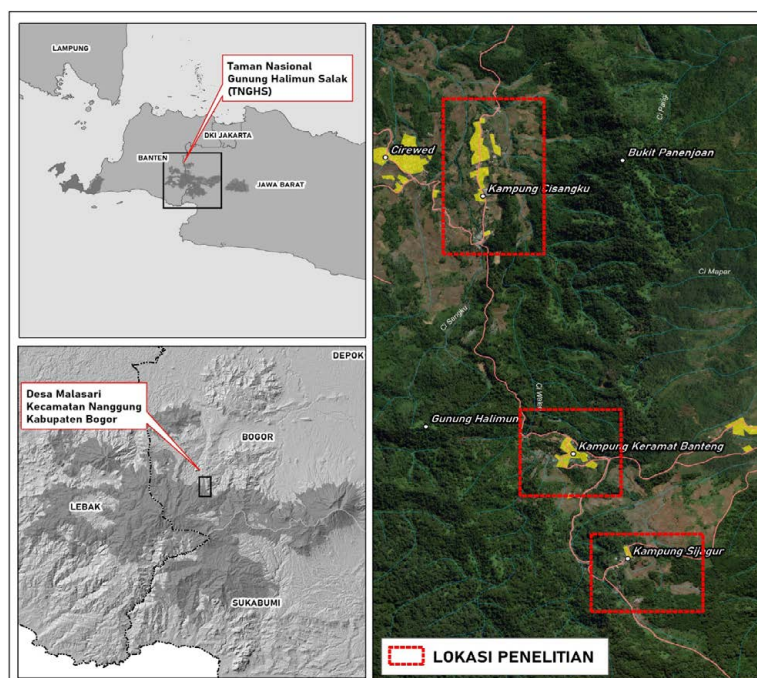 LAMPUNG
Taman Nasional
Gunung Halimun Salak
(TNGHS)
DKI JAKARTA
BANTEN
JAWA BARAT
DEPOK
Desa Malasari
Kecamatan Nanggung
Kabupaten Bogor
BOGOR
LEBAK
SUKABUMI
Ci Parigi
Cirewed
Bukit Panenjoan
Kampung Cisangku
Ci Maper
Ci Sangku
Gunung Halimun
Kampung Keramat Banteng
Kampung Sijagur
LOKASI PENELITIAN